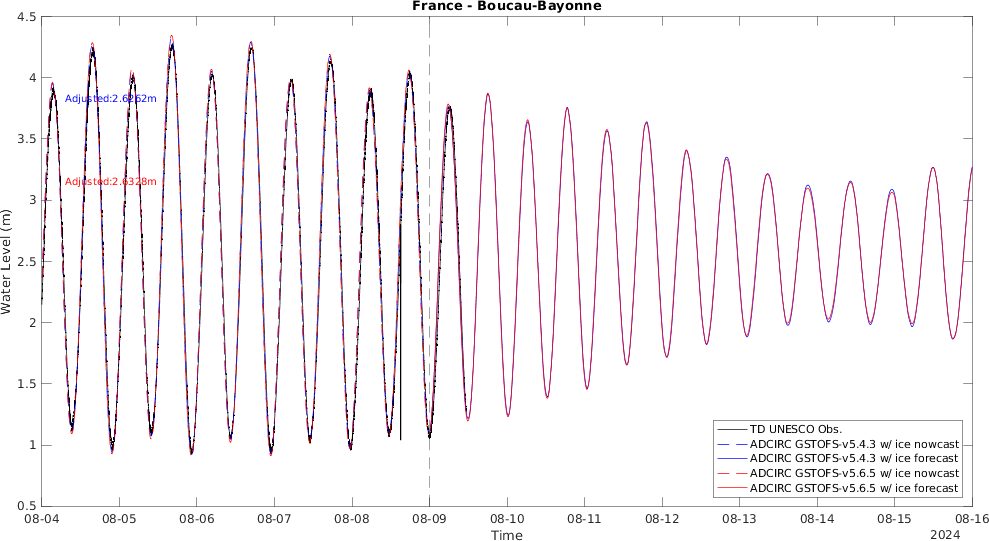 France - Boucau-Bayonne
4.5
4
3.5
3
2.5
2
1.5
1
0.5
Water Level (m)
Adjusted:2.6262m
Adjusted:2.6328m
TD UNESCO Obs.
ADCIRC GSTOFS-v5.4.3 w/ ice nowcast
ADCIRC GSTOFS-v5.4.3 w/ ice forecast
ADCIRC GSTOFS-v5.6.5 w/ ice nowcast
ADCIRC GSTOFS-v5.6.5 w/ ice forecast
08-04 08-05 08-06 08-07 08-08 08-09 08-10 08-11 08-12 08-13 08-14 08-15 08-16
Time
2024